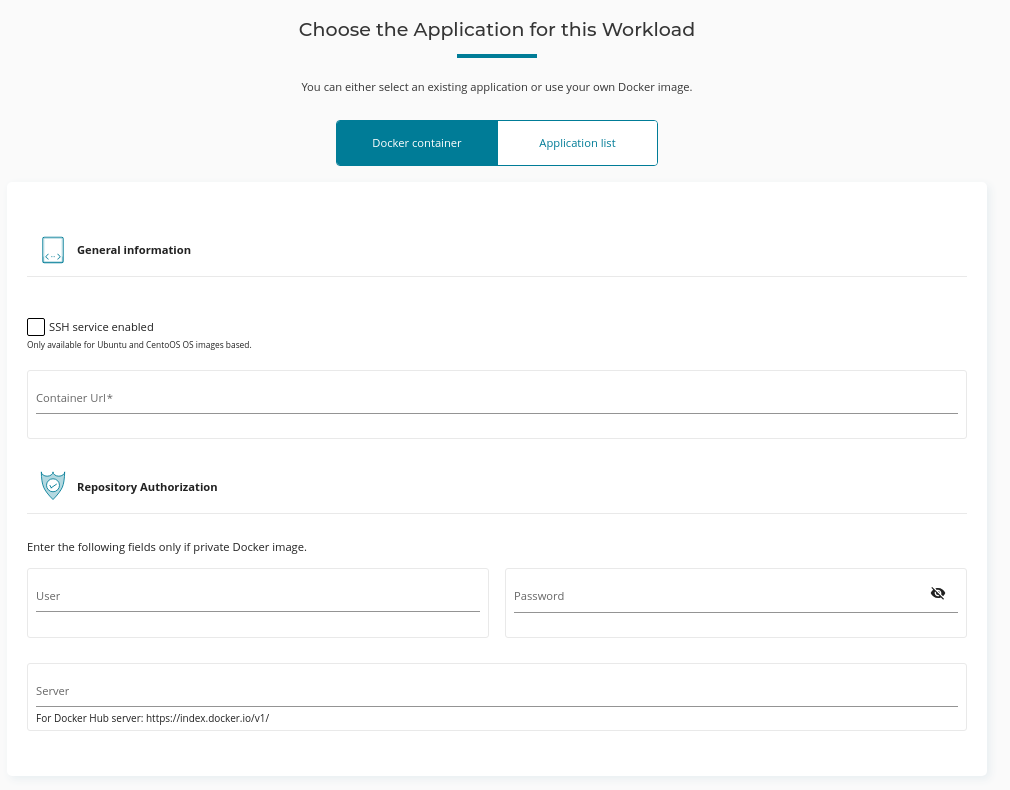 Choose the Application for this Workload
You can either select an existing application or use your own Docker image.
Docker container
Application list
General information
SSH service enabled
Only available for Ubuntu and CentoOS OS images based.
Container Url*
Repository Authorization
Enter the following fields only if private Docker image.
User
Password
Server
For Docker Hub server: https://index.docker.io/v1/